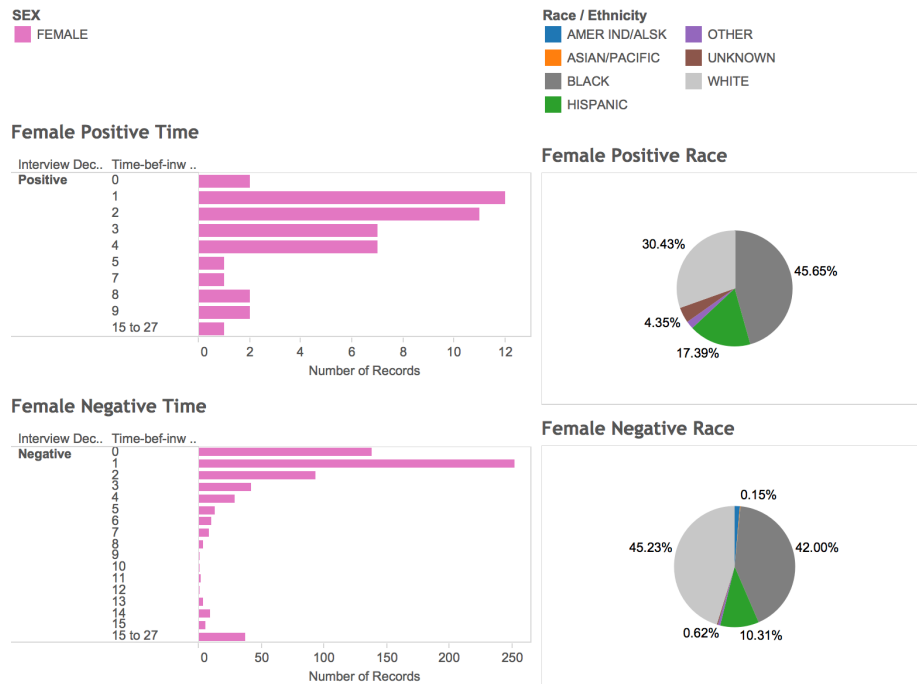 SEX
FEMALE
Race / Ethnicity
AMER IND/ALSK
OTHER
ASIAN/PACIFIC
UNKNOWN
BLACK
WHITE
HISPANIC
Female Positive Time
Interview Dec.. Time-bef-inw ..
Positive 0
1
2
3
4
5
7
8
9
15 to 27
0 2 4 6 8 10 12
Number of Records
Female Positive Race
30.43%
45.65%
4.35%
17.39%
Female Negative Time
Interview Dec.. Time-bef-inw ..
Negative 0
1
2
3
4
5
6
7
8
9
10
11
12
13
14
15
15 to 27
0 50 100 150 200 250
Number of Records
Female Negative Race
0.15%
45.23%
42.00%
0.62%
10.31%